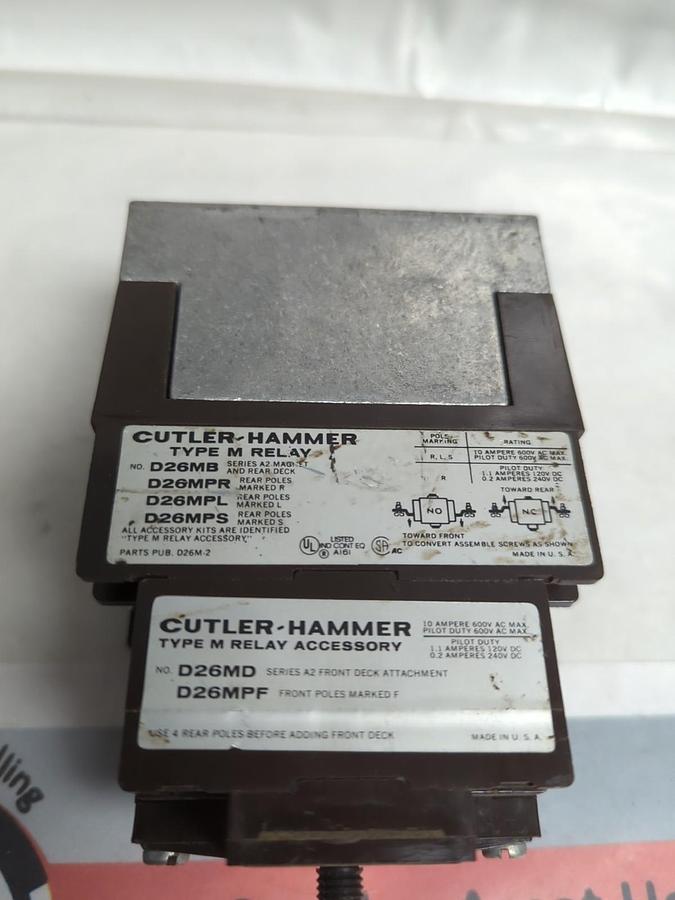 CUTLER-HAMMER
TYPE M RELAY
NO. D26MB SERIES A2 MAGNET AND REAR DECK
D26MPR REAR POLES MARKED R
D26MPL REAR POLES MARKED L
D26MPS REAR POLES MARKED S
ALL ACCESSORY KITS ARE IDENTIFIED
"TYPE M RELAY ACCESSORY"
PARTS PUB. D26M-2
UL LISTED
IND CONT EQ
A161
SA AC
POLE MARKING RATING
R, L, S 10 AMPERE 600V AC MAX.
PILOT DUTY 600V AC MAX.
R PILOT DUTY
1.1 AMPERES 120V DC
0.2 AMPERES 240V DC
TOWARD REAR
NO NC
TOWARD FRONT
TO CONVERT ASSEMBLE SCREWS AS SHOWN
MADE IN U.S.A.
CUTLER-HAMMER
TYPE M RELAY ACCESSORY
10 AMPERE 600V AC MAX.
PILOT DUTY 600V AC MAX.
PILOT DUTY
1.1 AMPERES 120V DC
0.2 AMPERES 240V DC
NO. D26MD SERIES A2 FRONT DECK ATTACHMENT
D26MPF FRONT POLES MARKED F
USE 4 REAR POLES BEFORE ADDING FRONT DECK
MADE IN U.S.A.
lling